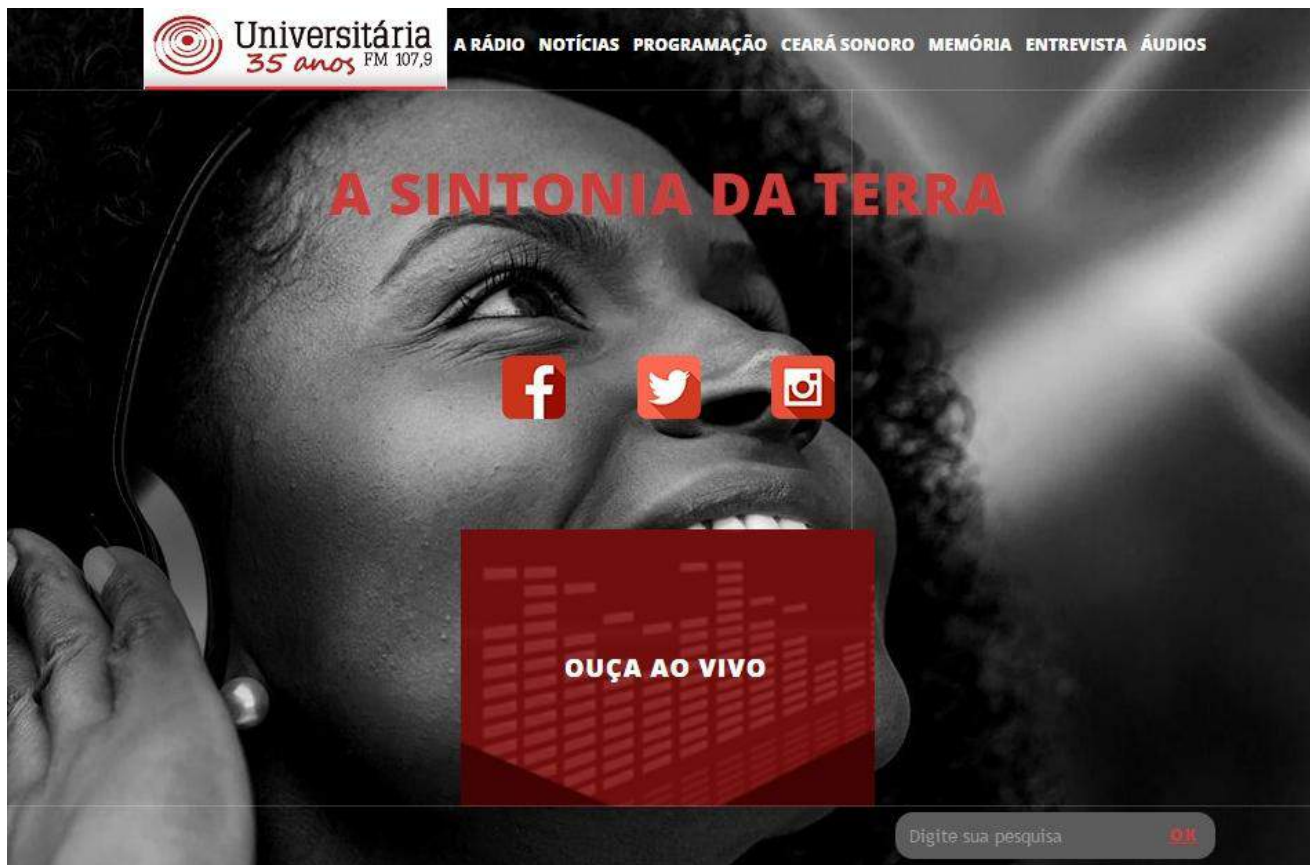 Universitária
35 anos FM 107,9
A RÁDIO NOTÍCIAS PROGRAMAÇÃO CEARÁ SONORO MEMÓRIA ENTREVISTA ÁUDIOS
A SINTONIA DA TERRA
f
OUÇA AO VIVO
Digite sua pesquisa OK